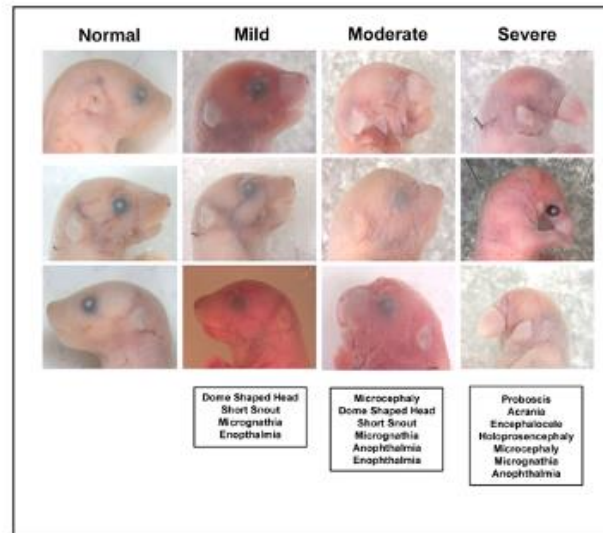 Normal
Mild
Moderate
Severe
Dome Shaped Head
Short Snout
Micrognathia
Enopthalmia
Microcephaly
Dome Shaped Head
Short Snout
Micrognathia
Anophthalmia
Enophthalmia
Proboscis
Acrania
Encephalocele
Holoprosencephaly
Microcephaly
Micrognathia
Anophthalmia